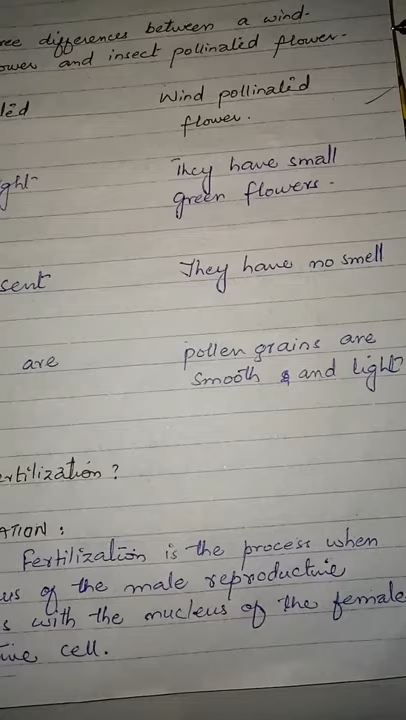 ree differences between a wind-
ower and insect pollinated flower.
ted Wind pollinated
flower.
ght They have small
green flowers.
sent They have no smell
are pollen grains are
smooth and light
ertilization?
ATION:
Fertilization is the process when
us of the male reproductive
s with the nucleus of the female
tive cell.